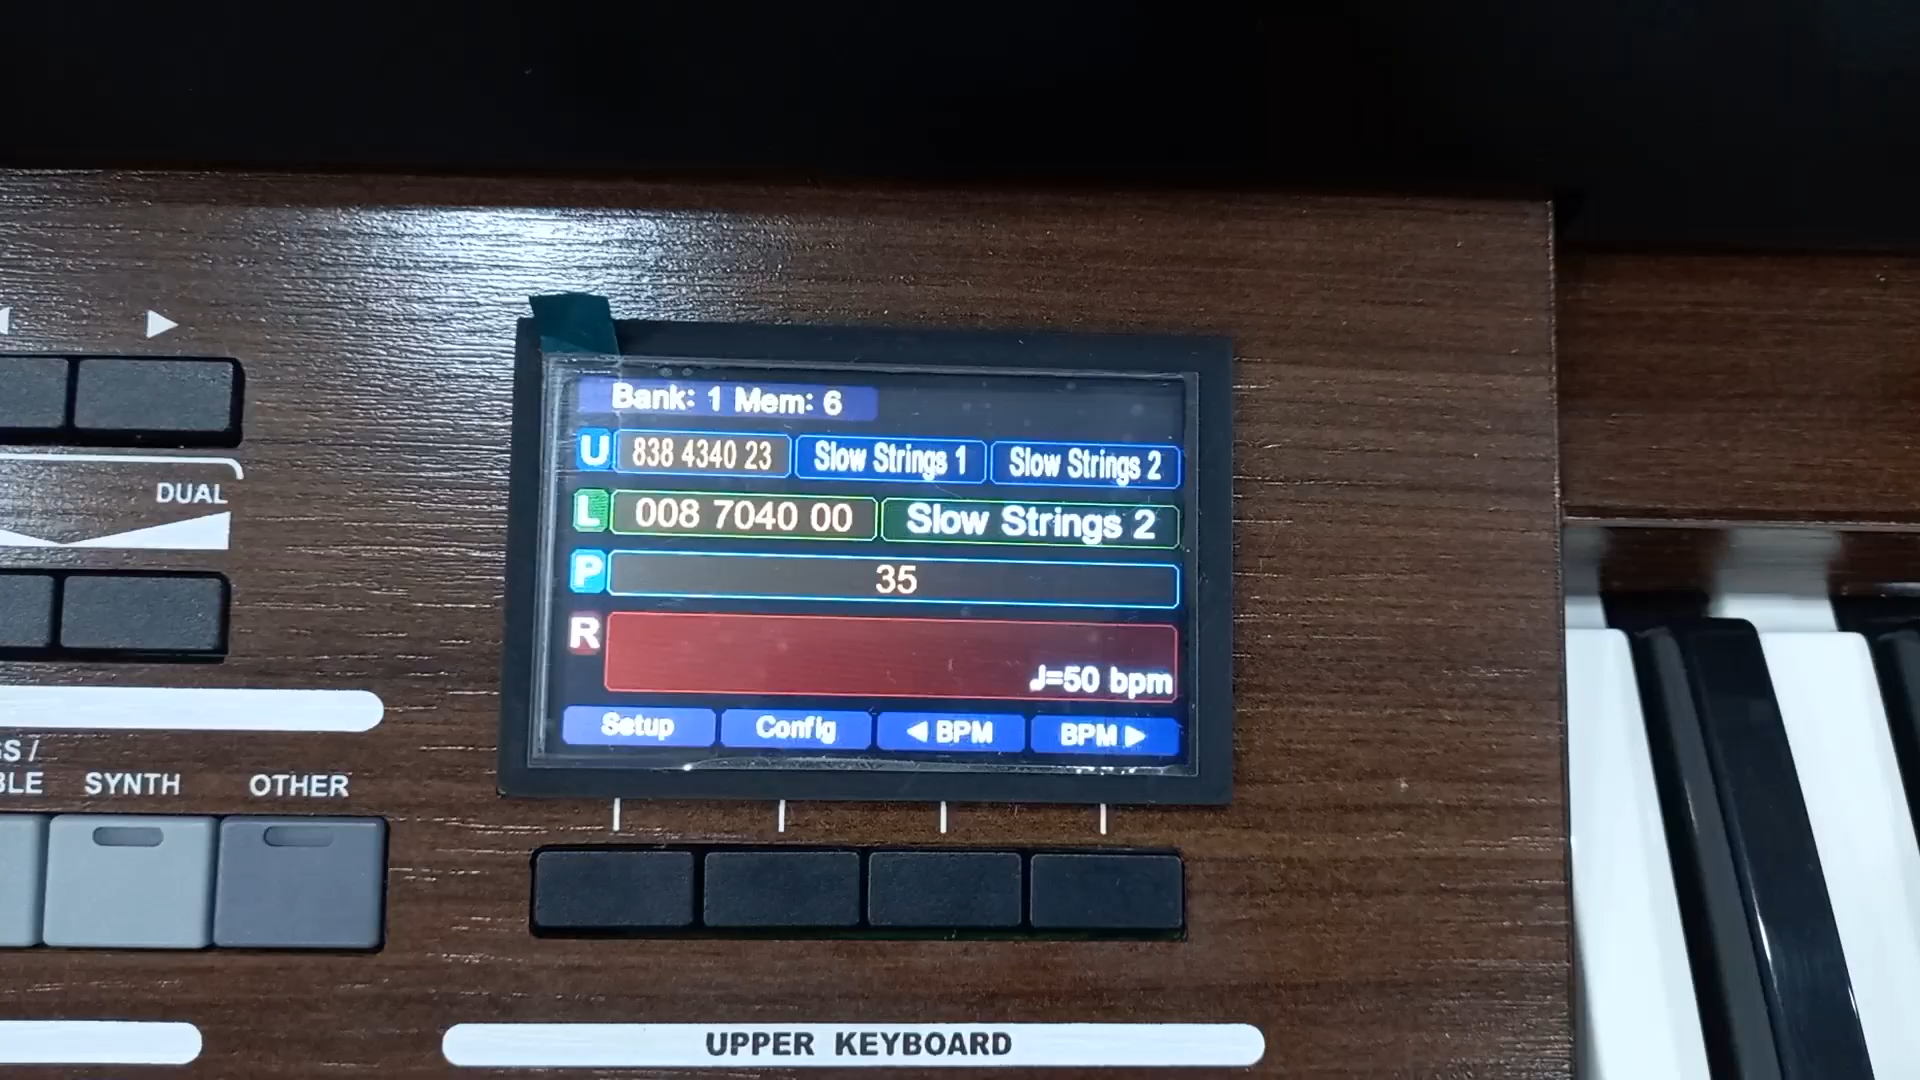 Bank: 1 Mem: 6
U 838 4340 23 Slow Strings 1 Slow Strings 2
L 008 7040 00 Slow Strings 2
P 35
R
♩=50 bpm
Setup Config ◀ BPM BPM ▶
DUAL
SYNTH OTHER
UPPER KEYBOARD